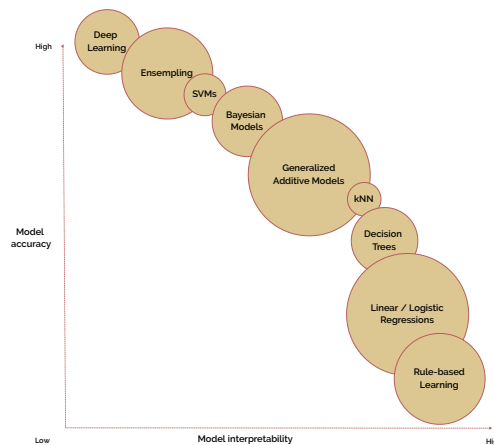 Deep
Learning
High
Ensempling
SVMs
Bayesian
Models
Generalized
Additive Models
kNN
Model
accuracy
Decision
Trees
Linear / Logistic
Regressions
Rule-based
Learning
Low
Model interpretability
Hi